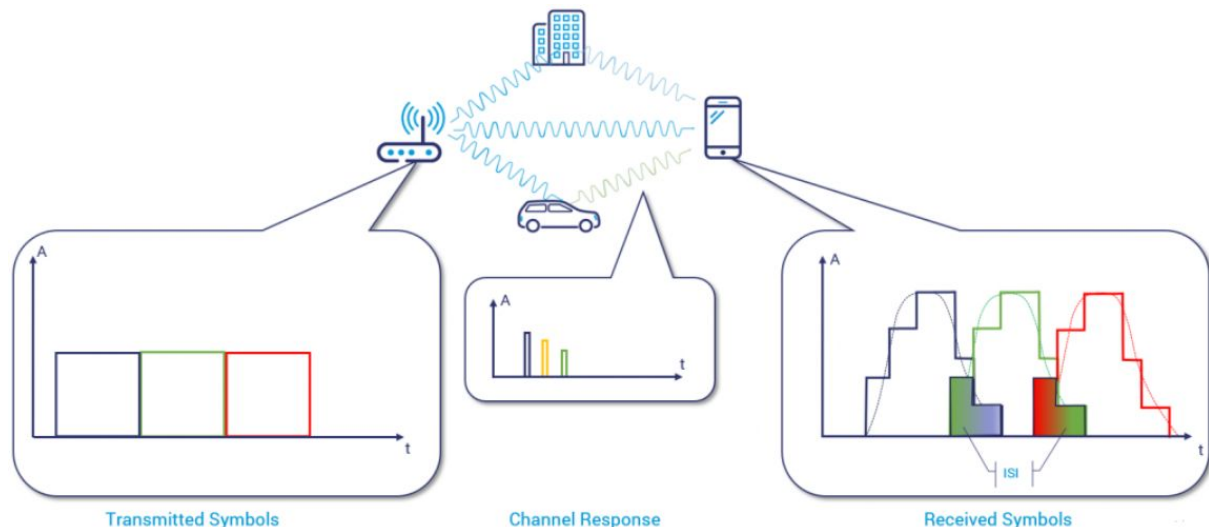 A
t
Transmitted Symbols
A
t
Channel Response
A
t
ISI
Received Symbols